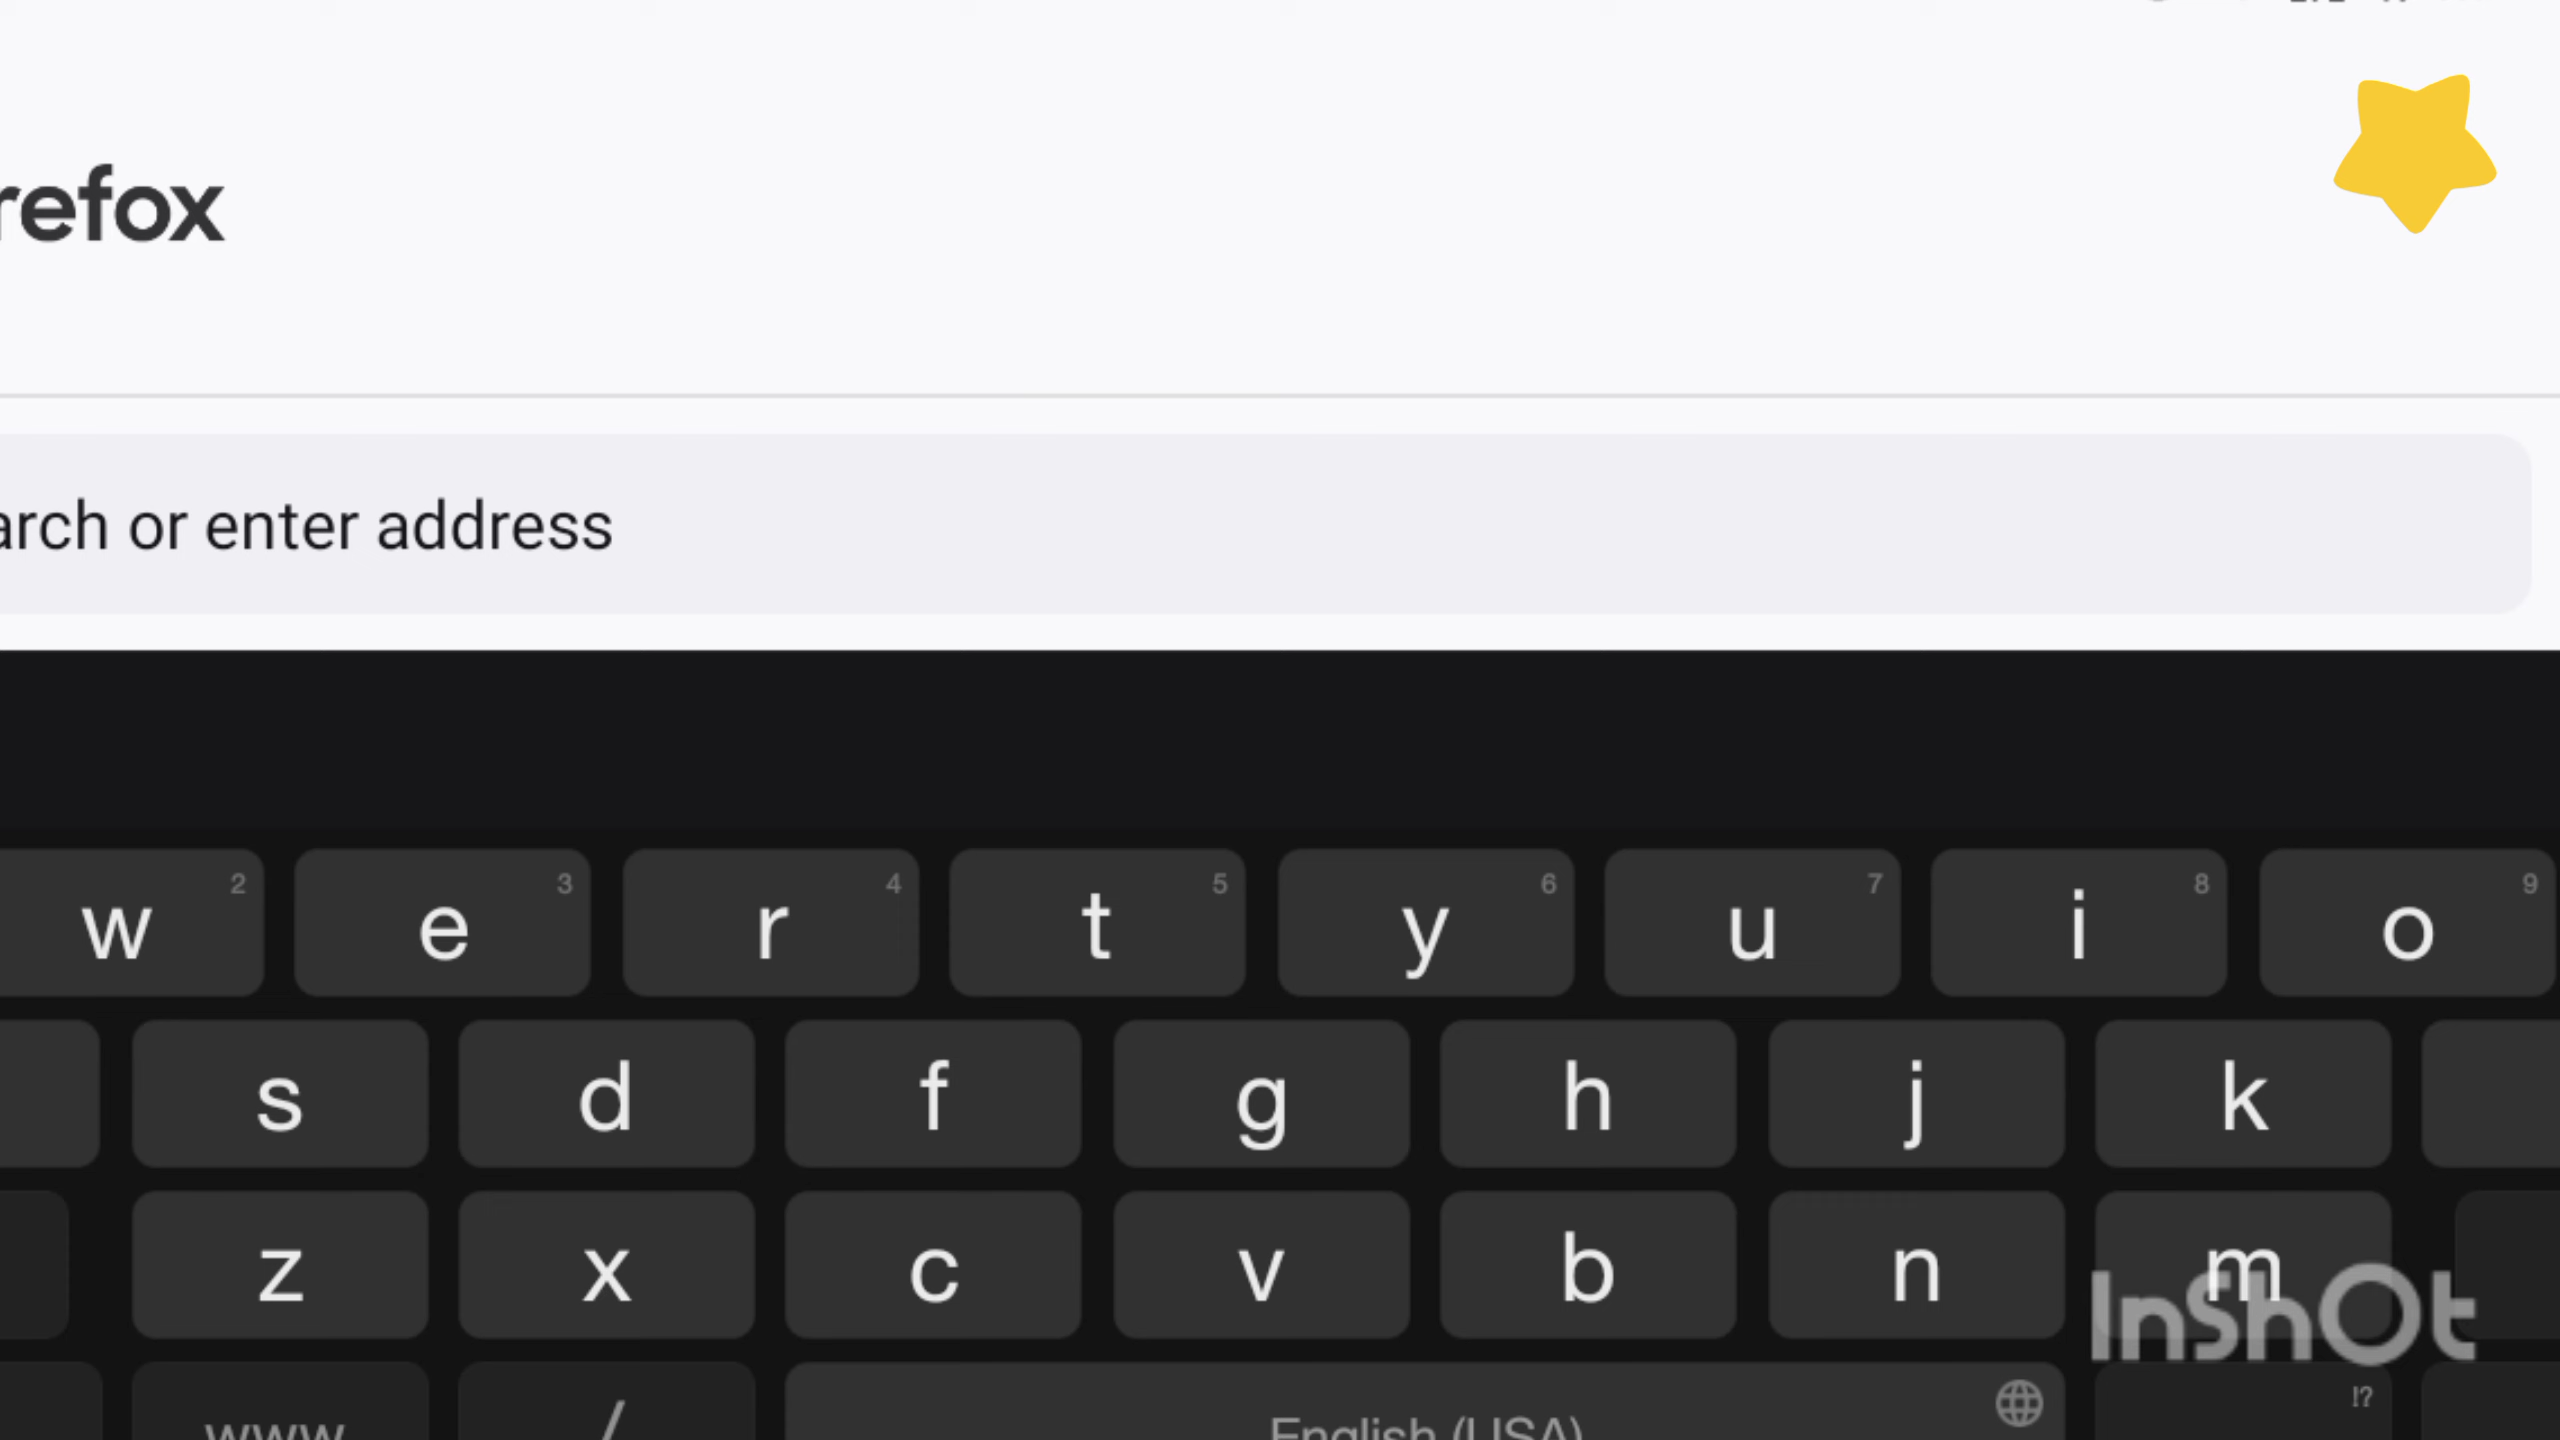 refox
arch or enter address
2 3 4 5 6 7 8 9
w e r t y u i o
s d f g h j k
z x c v b n m
InShOt
!?
www / English (USA)